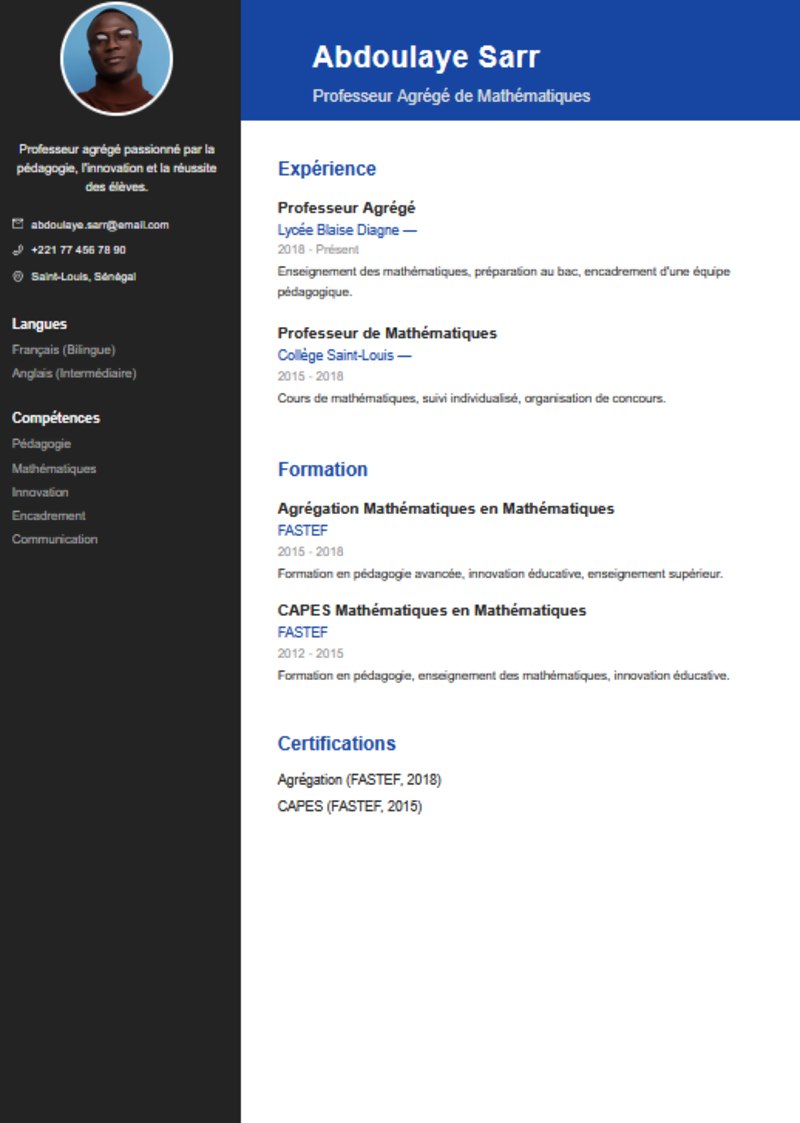 Abdoulaye Sarr
Professeur Agrégé de Mathématiques
Professeur agrégé passionné par la
pédagogie, l'innovation et la réussite
des élèves.
abdoulaye.sarr@email.com
+221 77 456 78 90
Saint-Louis, Sénégal
Langues
Français (Bilingue)
Anglais (Intermédiaire)
Compétences
Pédagogie
Mathématiques
Innovation
Encadrement
Communication
Expérience
Professeur Agrégé
Lycée Blaise Diagne —
2018 - Présent
Enseignement des mathématiques, préparation au bac, encadrement d'une équipe
pédagogique.
Professeur de Mathématiques
Collège Saint-Louis —
2015 - 2018
Cours de mathématiques, suivi individualisé, organisation de concours.
Formation
Agrégation Mathématiques en Mathématiques
FASTEF
2015 - 2018
Formation en pédagogie avancée, innovation éducative, enseignement supérieur.
CAPES Mathématiques en Mathématiques
FASTEF
2012 - 2015
Formation en pédagogie, enseignement des mathématiques, innovation éducative.
Certifications
Agrégation (FASTEF, 2018)
CAPES (FASTEF, 2015)